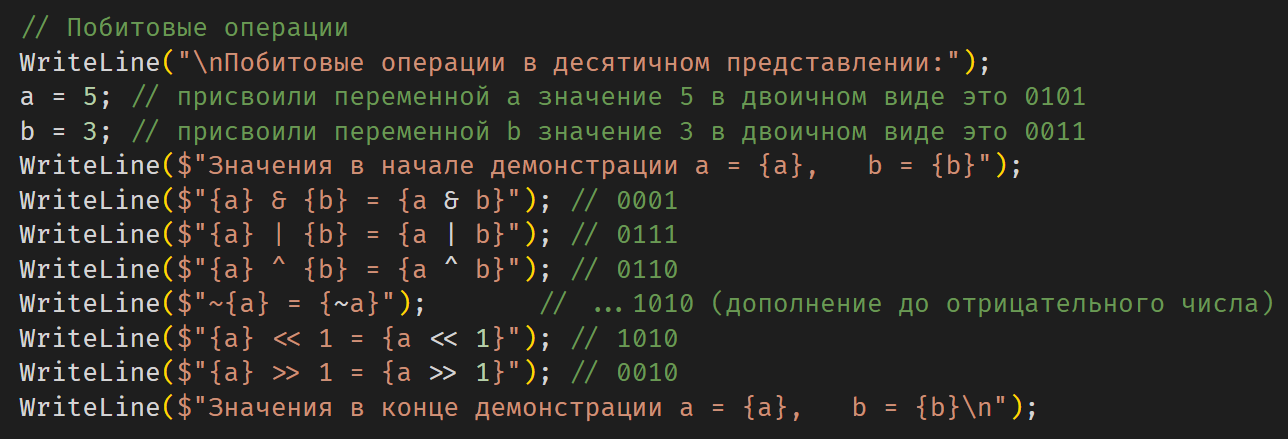 // Побитовые операции
WriteLine("\nПобитовые операции в десятичном представлении:");
a = 5; // присвоили переменной a значение 5 в двоичном виде это 0101
b = 3; // присвоили переменной b значение 3 в двоичном виде это 0011
WriteLine($"Значения в начале демонстрации a = {a},   b = {b}");
WriteLine($"{a} & {b} = {a & b}"); // 0001
WriteLine($"{a} | {b} = {a | b}"); // 0111
WriteLine($"{a} ^ {b} = {a ^ b}"); // 0110
WriteLine($"~{a} = {~a}");       // ...1010 (дополнение до отрицательного числа)
WriteLine($"{a} << 1 = {a << 1}"); // 1010
WriteLine($"{a} >> 1 = {a >> 1}"); // 0010
WriteLine($"Значения в конце демонстрации a = {a},   b = {b}\n");